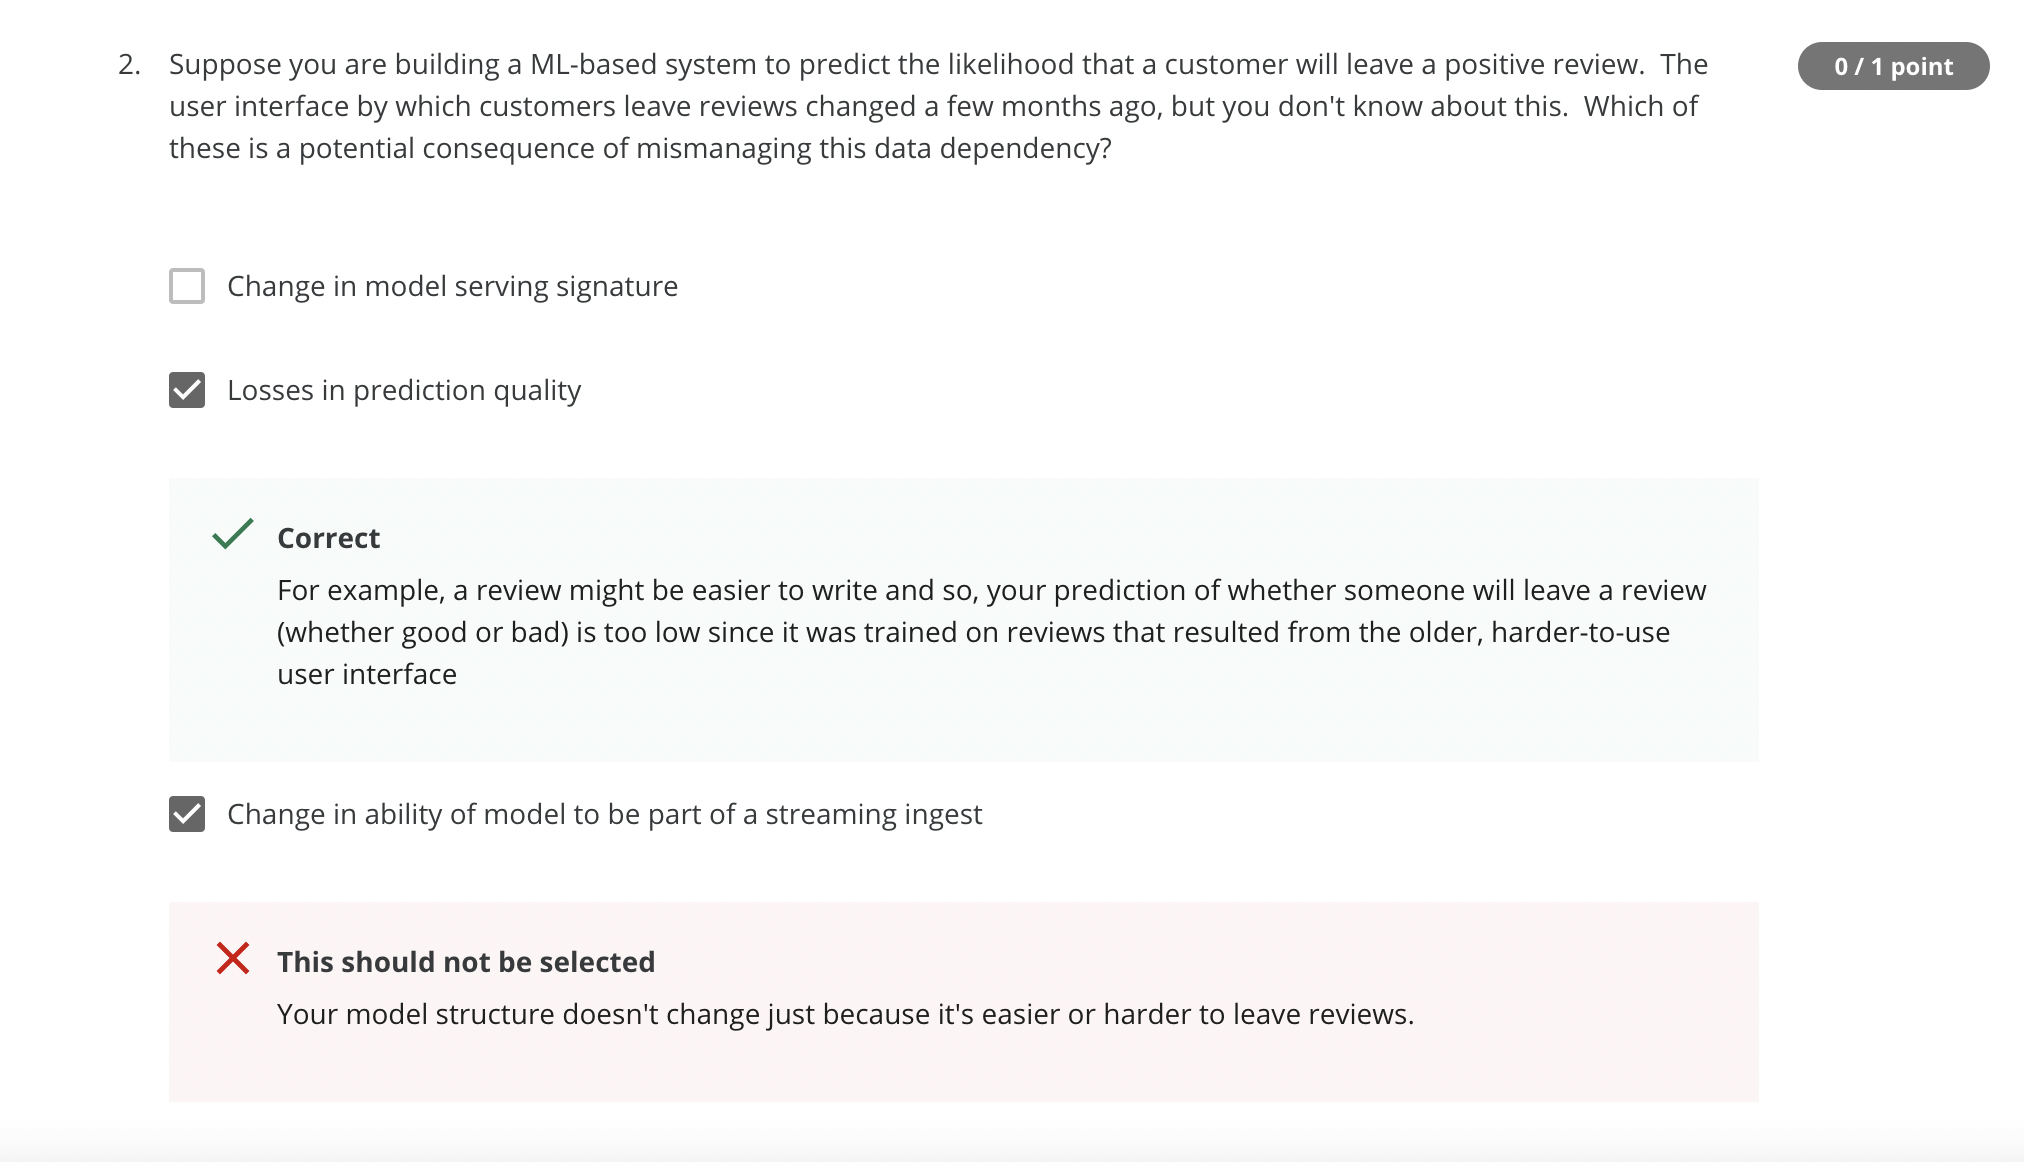 2. Suppose you are building a ML-based system to predict the likelihood that a customer will leave a positive review.  The
0 / 1 point
user interface by which customers leave reviews changed a few months ago, but you don't know about this.  Which of
these is a potential consequence of mismanaging this data dependency?
Change in model serving signature
Losses in prediction quality
Correct
For example, a review might be easier to write and so, your prediction of whether someone will leave a review
(whether good or bad) is too low since it was trained on reviews that resulted from the older, harder-to-use
user interface
Change in ability of model to be part of a streaming ingest
This should not be selected
Your model structure doesn't change just because it's easier or harder to leave reviews.